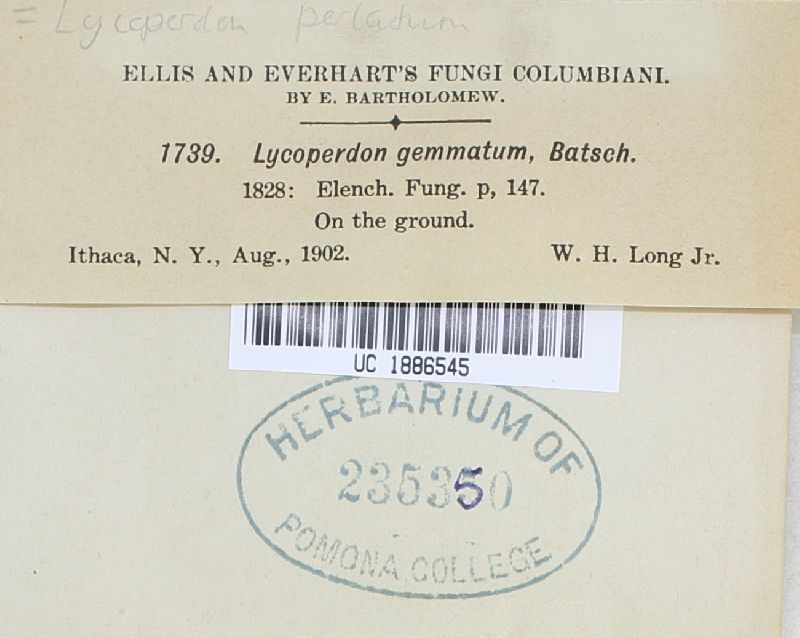 = Lycoperdon perlatum
ELLIS AND EVERHART'S FUNGI COLUMBIANI.
BY E. BARTHOLOMEW.
1739. Lycoperdon gemmatum, Batsch.
1828: Elench. Fung. p, 147.
On the ground.
Ithaca, N. Y., Aug., 1902. W. H. Long Jr.
UC 1886545
HERBARIUM OF
235350
POMONA COLLEGE